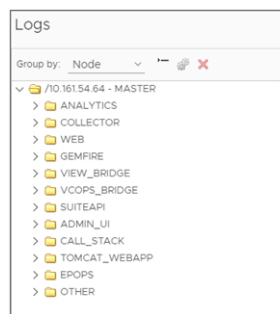 Logs
Group by: Node
/10.161.54.64 - MASTER
ANALYTICS
COLLECTOR
WEB
GEMFIRE
VIEW_BRIDGE
VCOPS_BRIDGE
SUITEAPI
ADMIN_UI
CALL_STACK
TOMCAT_WEBAPP
EPOPS
OTHER